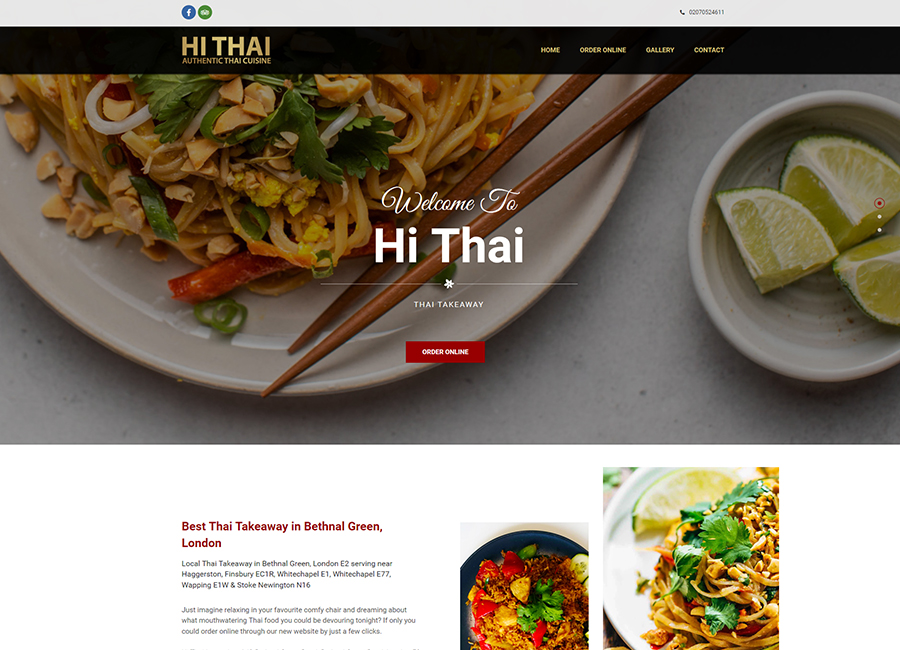 02070524611
HI THAI
AUTHENTIC THAI CUISINE
HOME ORDER ONLINE GALLERY CONTACT
Welcome To
Hi Thai
THAI TAKEAWAY
ORDER ONLINE
Best Thai Takeaway in Bethnal Green,
London
Local Thai Takeaway in Bethnal Green, London E2 serving near
Haggerston, Finsbury EC1R, Whitechapel E1, Whitechapel E77,
Wapping E1W & Stoke Newington N16
Just imagine relaxing in your favourite comfy chair and dreaming about
what mouthwatering Thai food you could be devouring tonight? If only you
could order online through our new website by just a few clicks.